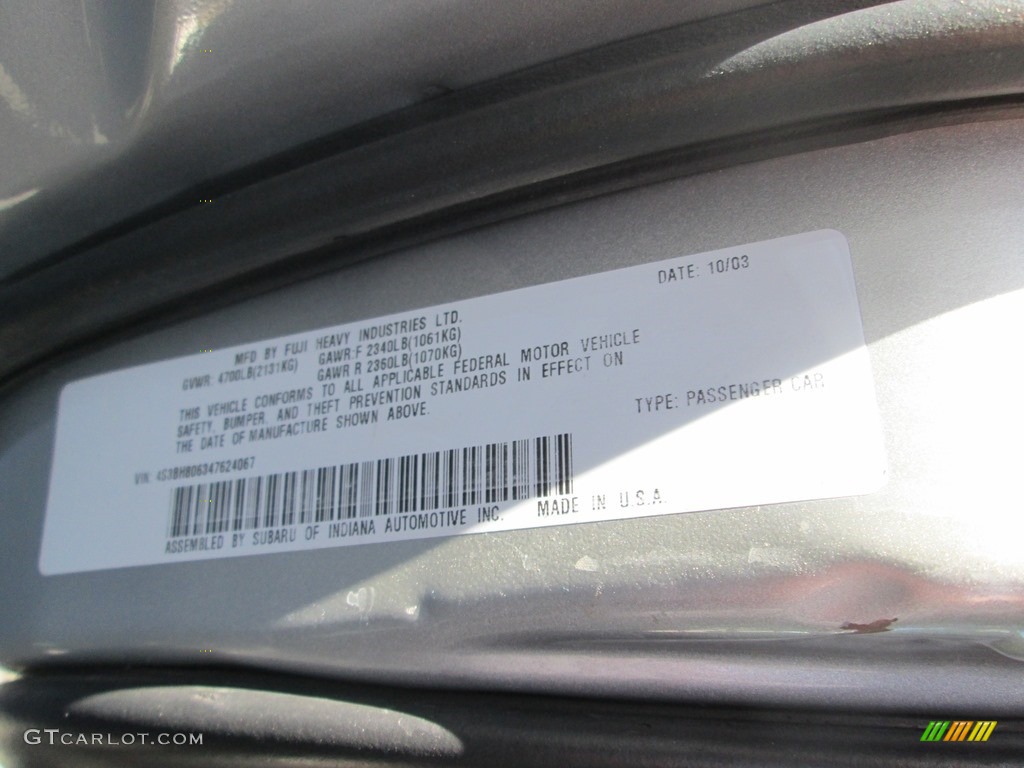 DATE: 10/03
MFD BY FUJI HEAVY INDUSTRIES LTD.
GVWR: 4700LB(2131KG) GAWR:F 2340LB(1061KG)
GAWR R 2360LB(1070KG)
THIS VEHICLE CONFORMS TO ALL APPLICABLE FEDERAL MOTOR VEHICLE
SAFETY, BUMPER, AND THEFT PREVENTION STANDARDS IN EFFECT ON
THE DATE OF MANUFACTURE SHOWN ABOVE.
TYPE: PASSENGER CAR
VIN: 4S3BH806347624067
ASSEMBLED BY SUBARU OF INDIANA AUTOMOTIVE INC. MADE IN U.S.A.
GTCARLOT.COM